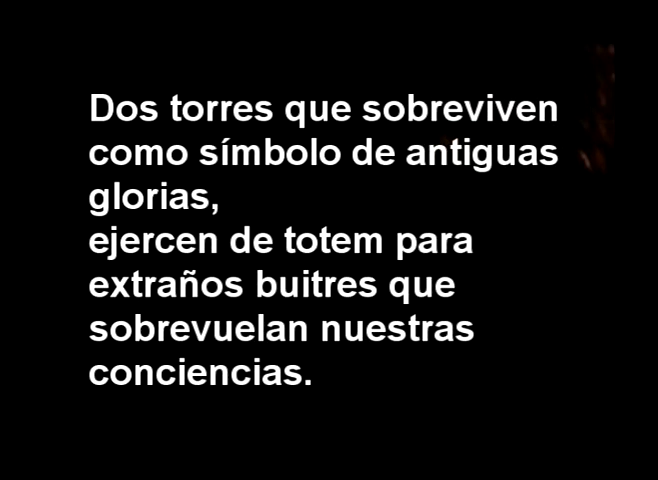 Dos torres que sobreviven
como símbolo de antiguas
glorias,
ejercen de totem para
extraños buitres que
sobrevuelan nuestras
conciencias.